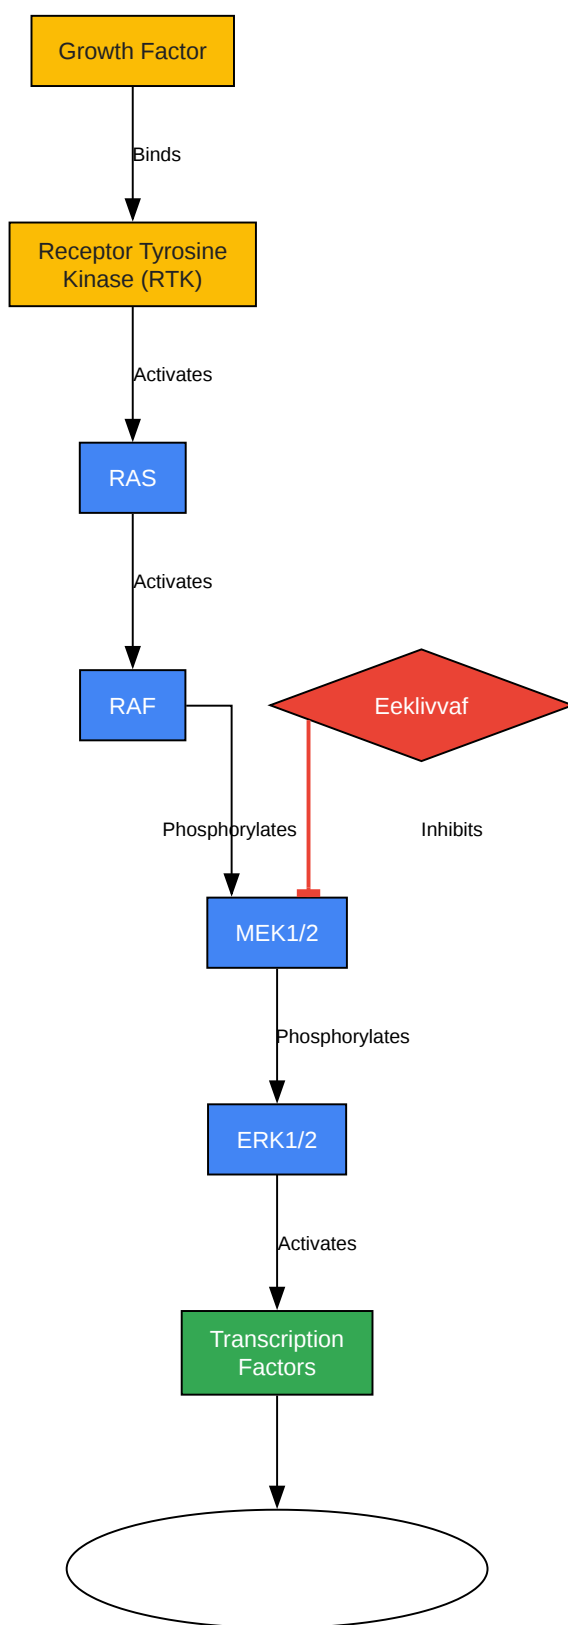 Growth Factor
Binds
Receptor Tyrosine
Kinase (RTK)
Activates
RAS
Activates
RAF
Eeklivvaf
Phosphorylates
Inhibits
MEK1/2
Phosphorylates
ERK1/2
Activates
Transcription
Factors